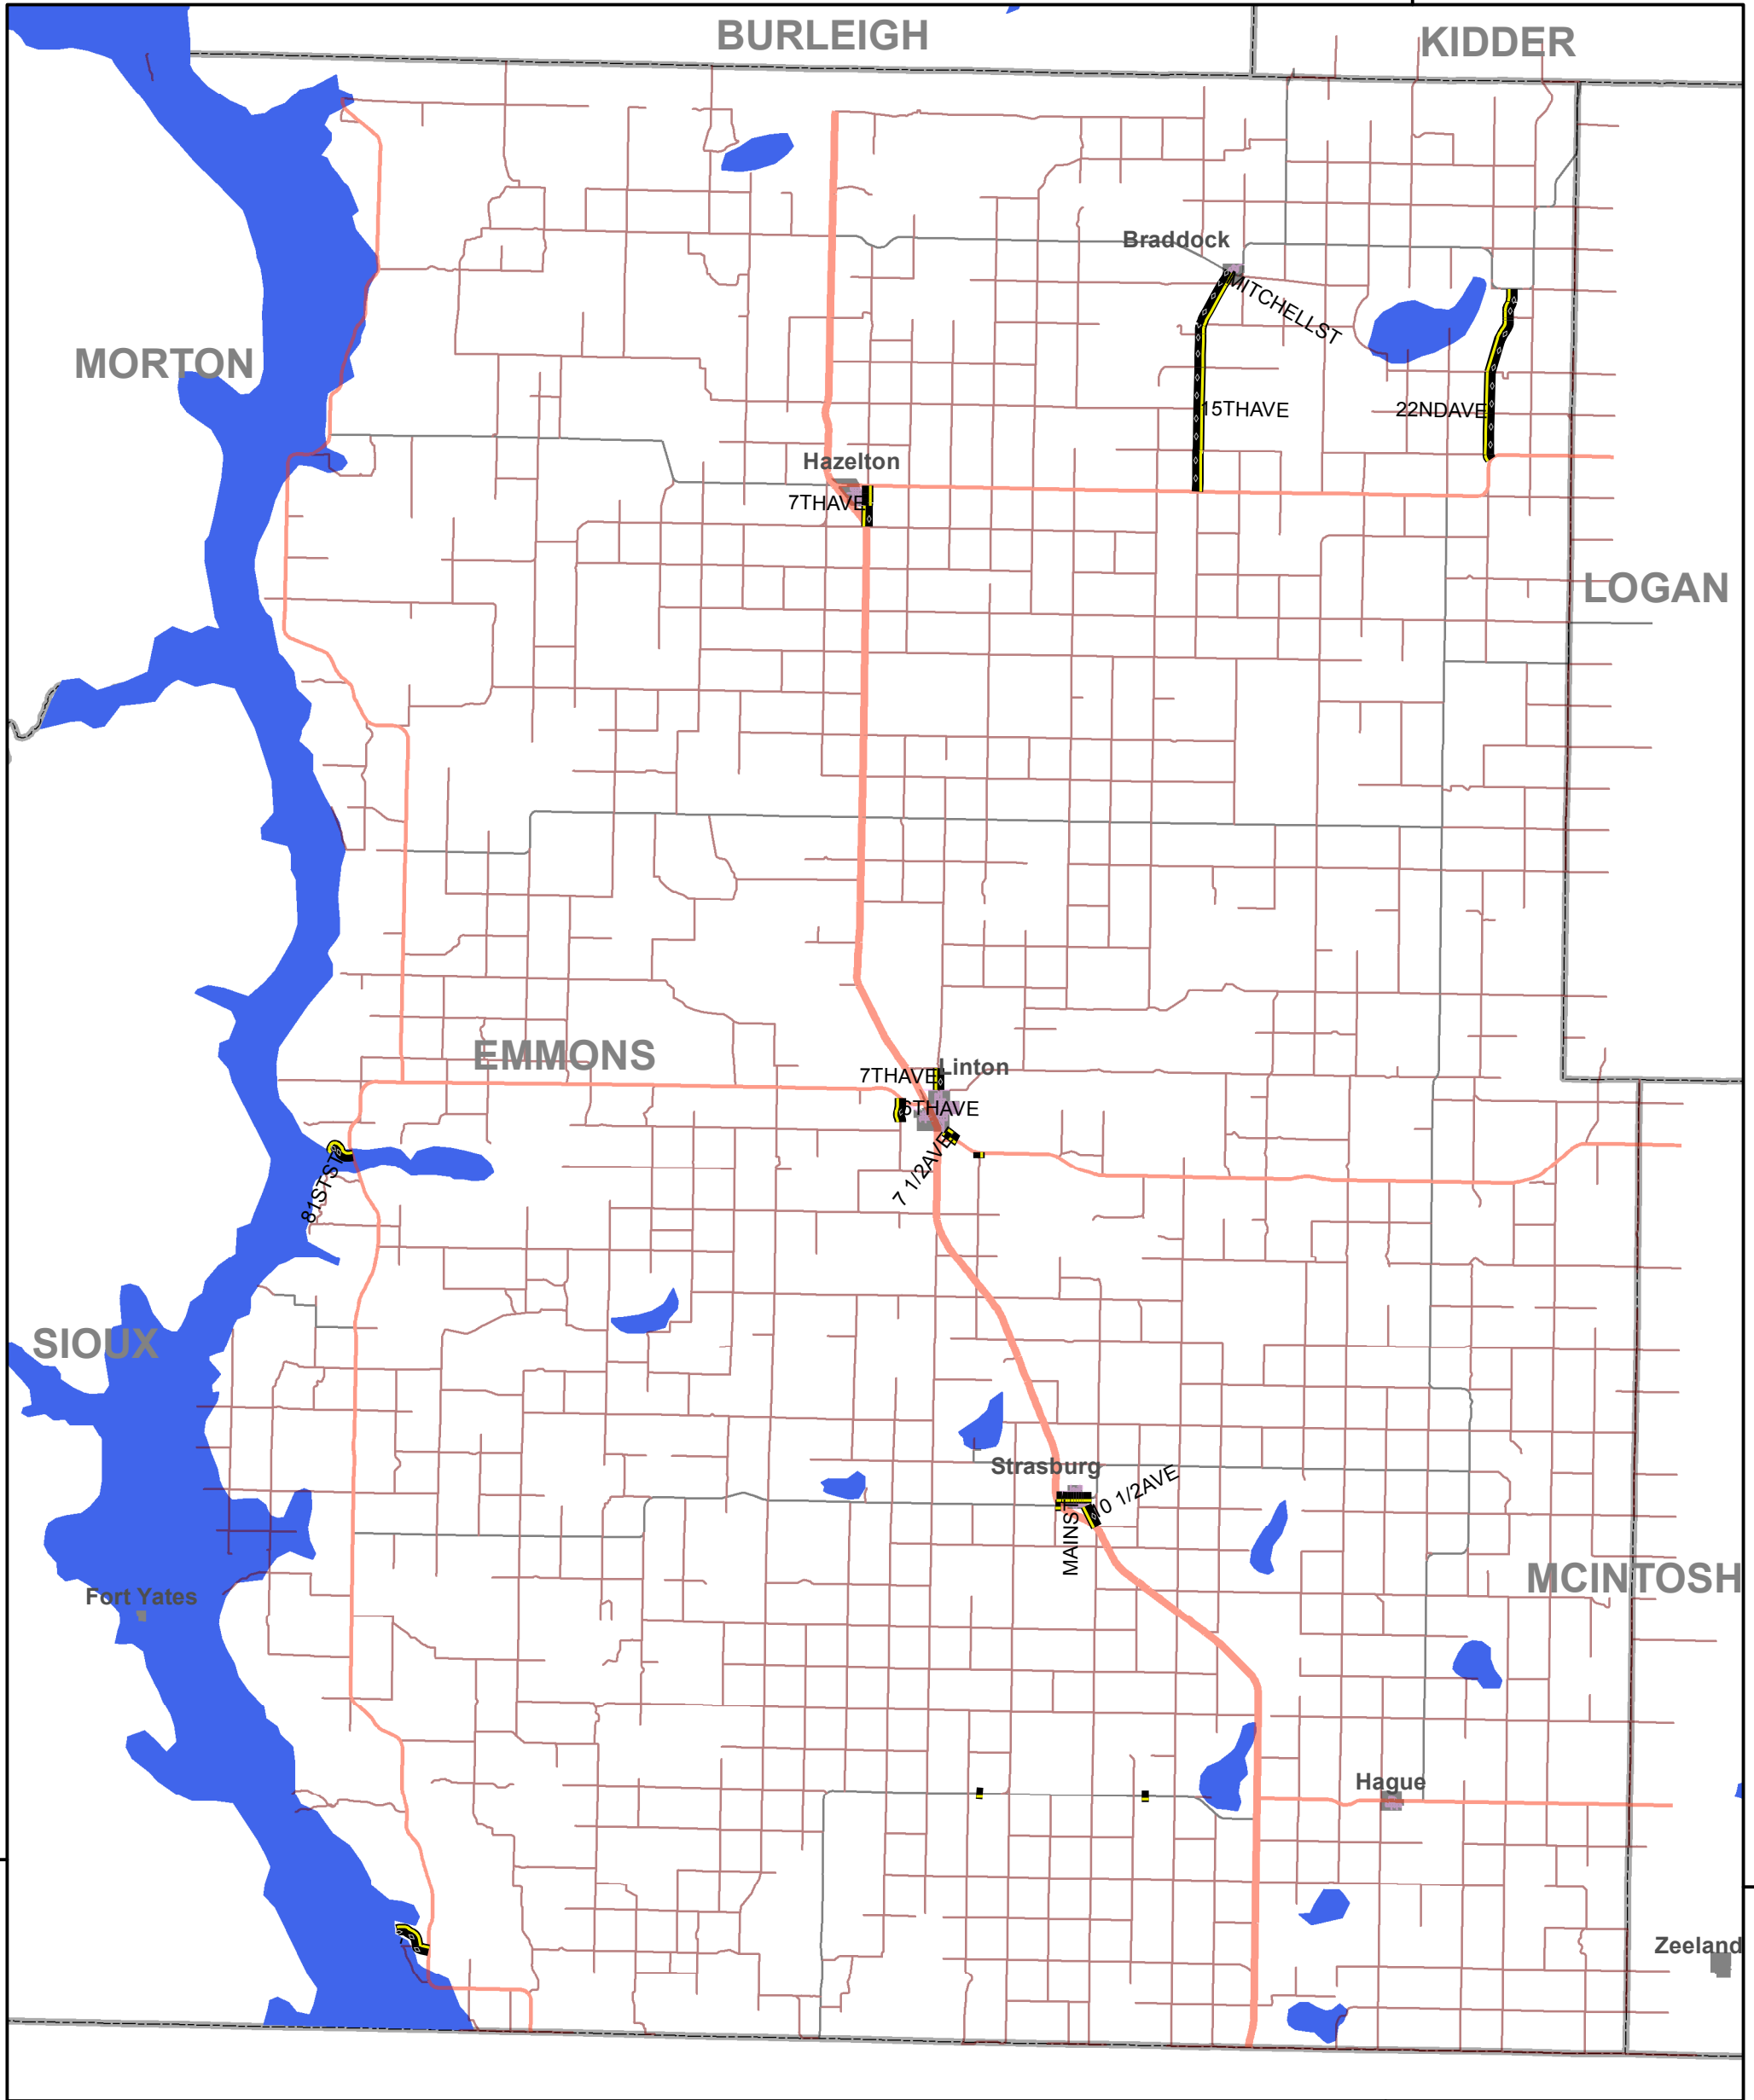 BURLEIGH
KIDDER
Braddock
MITCHELLST
MORTON
15THAVE
22NDAVE
Hazelton
7THAVE
LOGAN
EMMONS
Linton
7THAVE
6THAVE
7 1/2AVE
81STST
SIOUX
Strasburg
10 1/2AVE
MAINST
MCINTOSH
Fort Yates
Hague
Zeeland